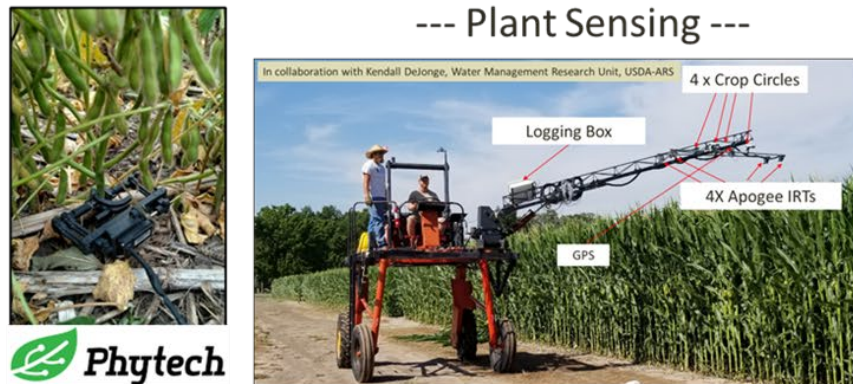 --- Plant Sensing ---
In collaboration with Kendall DeJonge, Water Management Research Unit, USDA-ARS
4 x Crop Circles
Logging Box
4X Apogee IRTs
GPS
Phytech